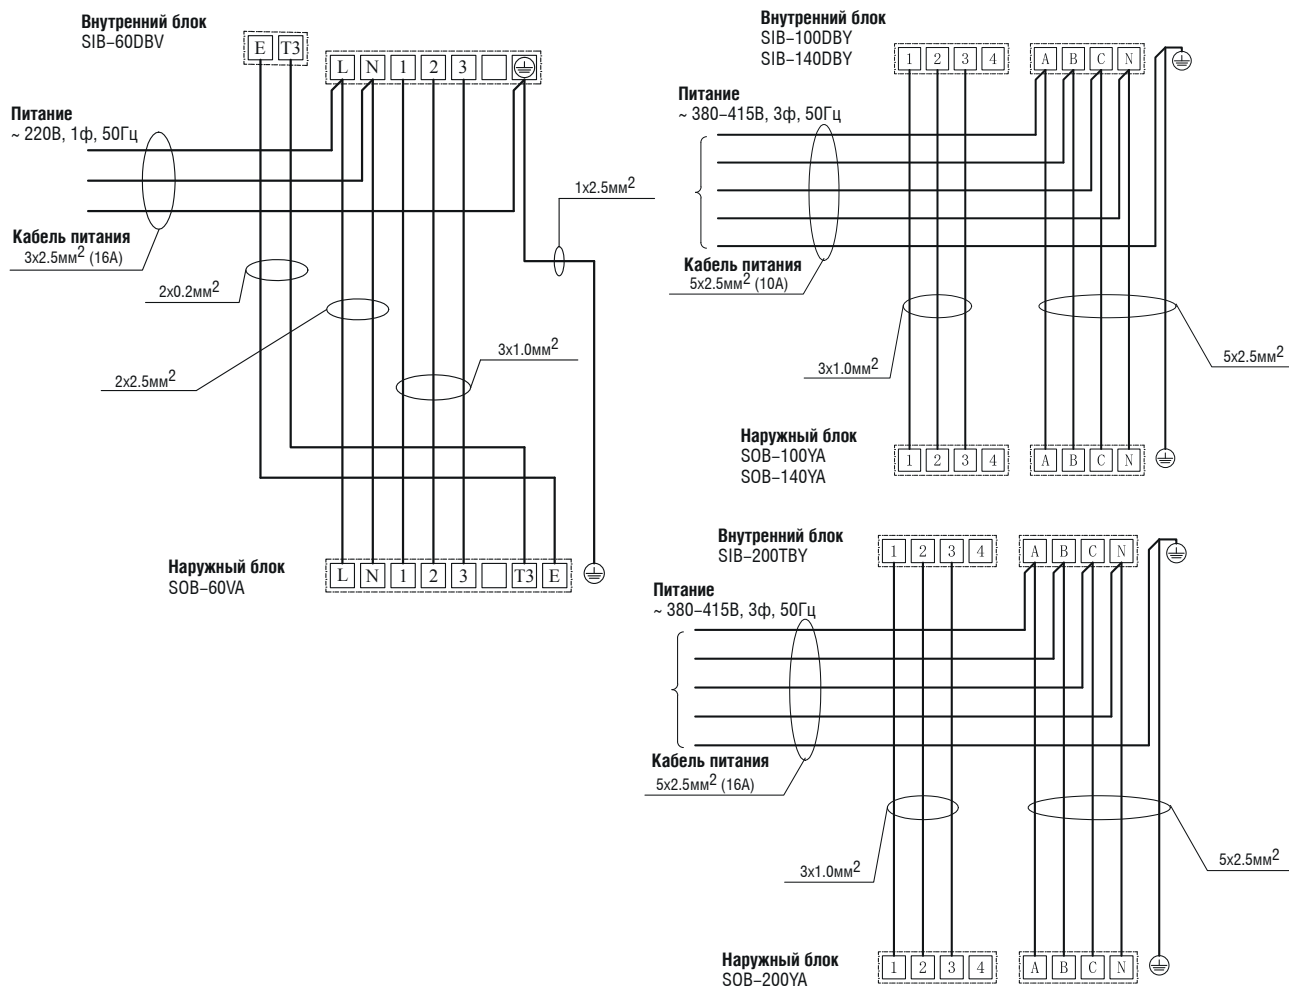 Внутренний блок
SIB–60DBV
E T3
L N 1 2 3
Питание
~ 220В, 1ф, 50Гц
Кабель питания
3x2.5мм2 (16А)
1x2.5мм2
2x0.2мм2
2x2.5мм2
3x1.0мм2
Наружный блок
SOB–60VA
L N 1 2 3 T3 E
Внутренний блок
SIB–100DBY
SIB–140DBY
1 2 3 4 A B C N
Питание
~ 380–415В, 3ф, 50Гц
Кабель питания
5x2.5мм2 (10А)
3x1.0мм2
5x2.5мм2
Наружный блок
SOB–100YA
SOB–140YA
1 2 3 4 A B C N
Внутренний блок
SIB–200TBY
1 2 3 4 A B C N
Питание
~ 380–415В, 3ф, 50Гц
Кабель питания
5x2.5мм2 (16А)
3x1.0мм2
5x2.5мм2
Наружный блок
SOB–200YA
1 2 3 4 A B C N